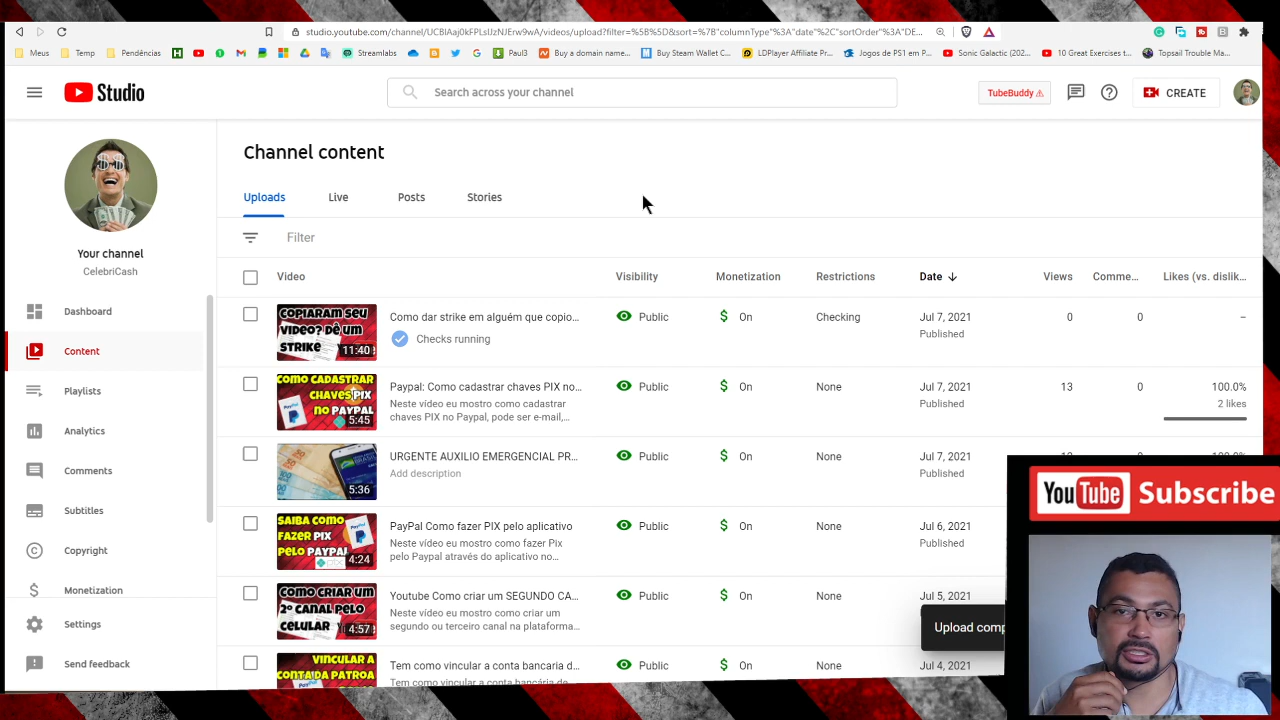 studio.youtube.com/channel/UCBIAaj0kFPLsIJzNJErw9wA/videos/upload?filter=%5B%5D&sort=%7B"columnType"%3A"date"%2C"sortOrder"%3A"DE...
Meus Temp Pendências Streamlabs Paul3 Buy a domain name... Buy Steam Wallet C... LDPlayer Affiliate Pr... Jogos de PS1 em P... Sonic Galactic (202... 10 Great Exercises t... Topsail Trouble Ma...
Studio
Search across your channel
TubeBuddy
CREATE
Channel content
Uploads Live Posts Stories
Filter
Your channel
CelebriCash
Dashboard
Content
Playlists
Analytics
Comments
Subtitles
Copyright
Monetization
Settings
Send feedback
Video Visibility Monetization Restrictions Date Views Comme... Likes (vs. dislik...
COPIARAM SEU
VIDEO? DÊ UM
STRIKE
11:40
Como dar strike em alguém que copio... Public On Checking Jul 7, 2021 0 0 –
Checks running Published
COMO CADASTRAR
CHAVES PIX
NO PAYPAL
PayPal
5:45
Paypal: Como cadastrar chaves PIX no... Public On None Jul 7, 2021 13 0 100.0%
Neste vídeo eu mostro como cadastrar Published 2 likes
chaves PIX no Paypal, pode ser e-mail,...
5:36
URGENTE AUXILIO EMERGENCIAL PR... Public On None Jul 7, 2021
Add description Published
SAIBA COMO
FAZER PIX
PELO PAYPAL
PayPal
4:24
PayPal Como fazer PIX pelo aplicativo Public On None Jul 6, 2021
Neste vídeo eu mostro como fazer Pix Published
pelo Paypal através do aplicativo no...
COMO CRIAR UM
2º CANAL PELO
CELULAR
4:57
Youtube Como criar um SEGUNDO CA... Public On None Jul 5, 2021
Neste vídeo eu mostro como criar um
segundo ou terceiro canal na plataforma...
VINCULAR A
CONTA DA PATROA
Tem como vincular a conta bancaria d... Public On None Jul 4, 2021
Tem como vincular a conta bancária de... Published
Upload comp
YouTube Subscribe